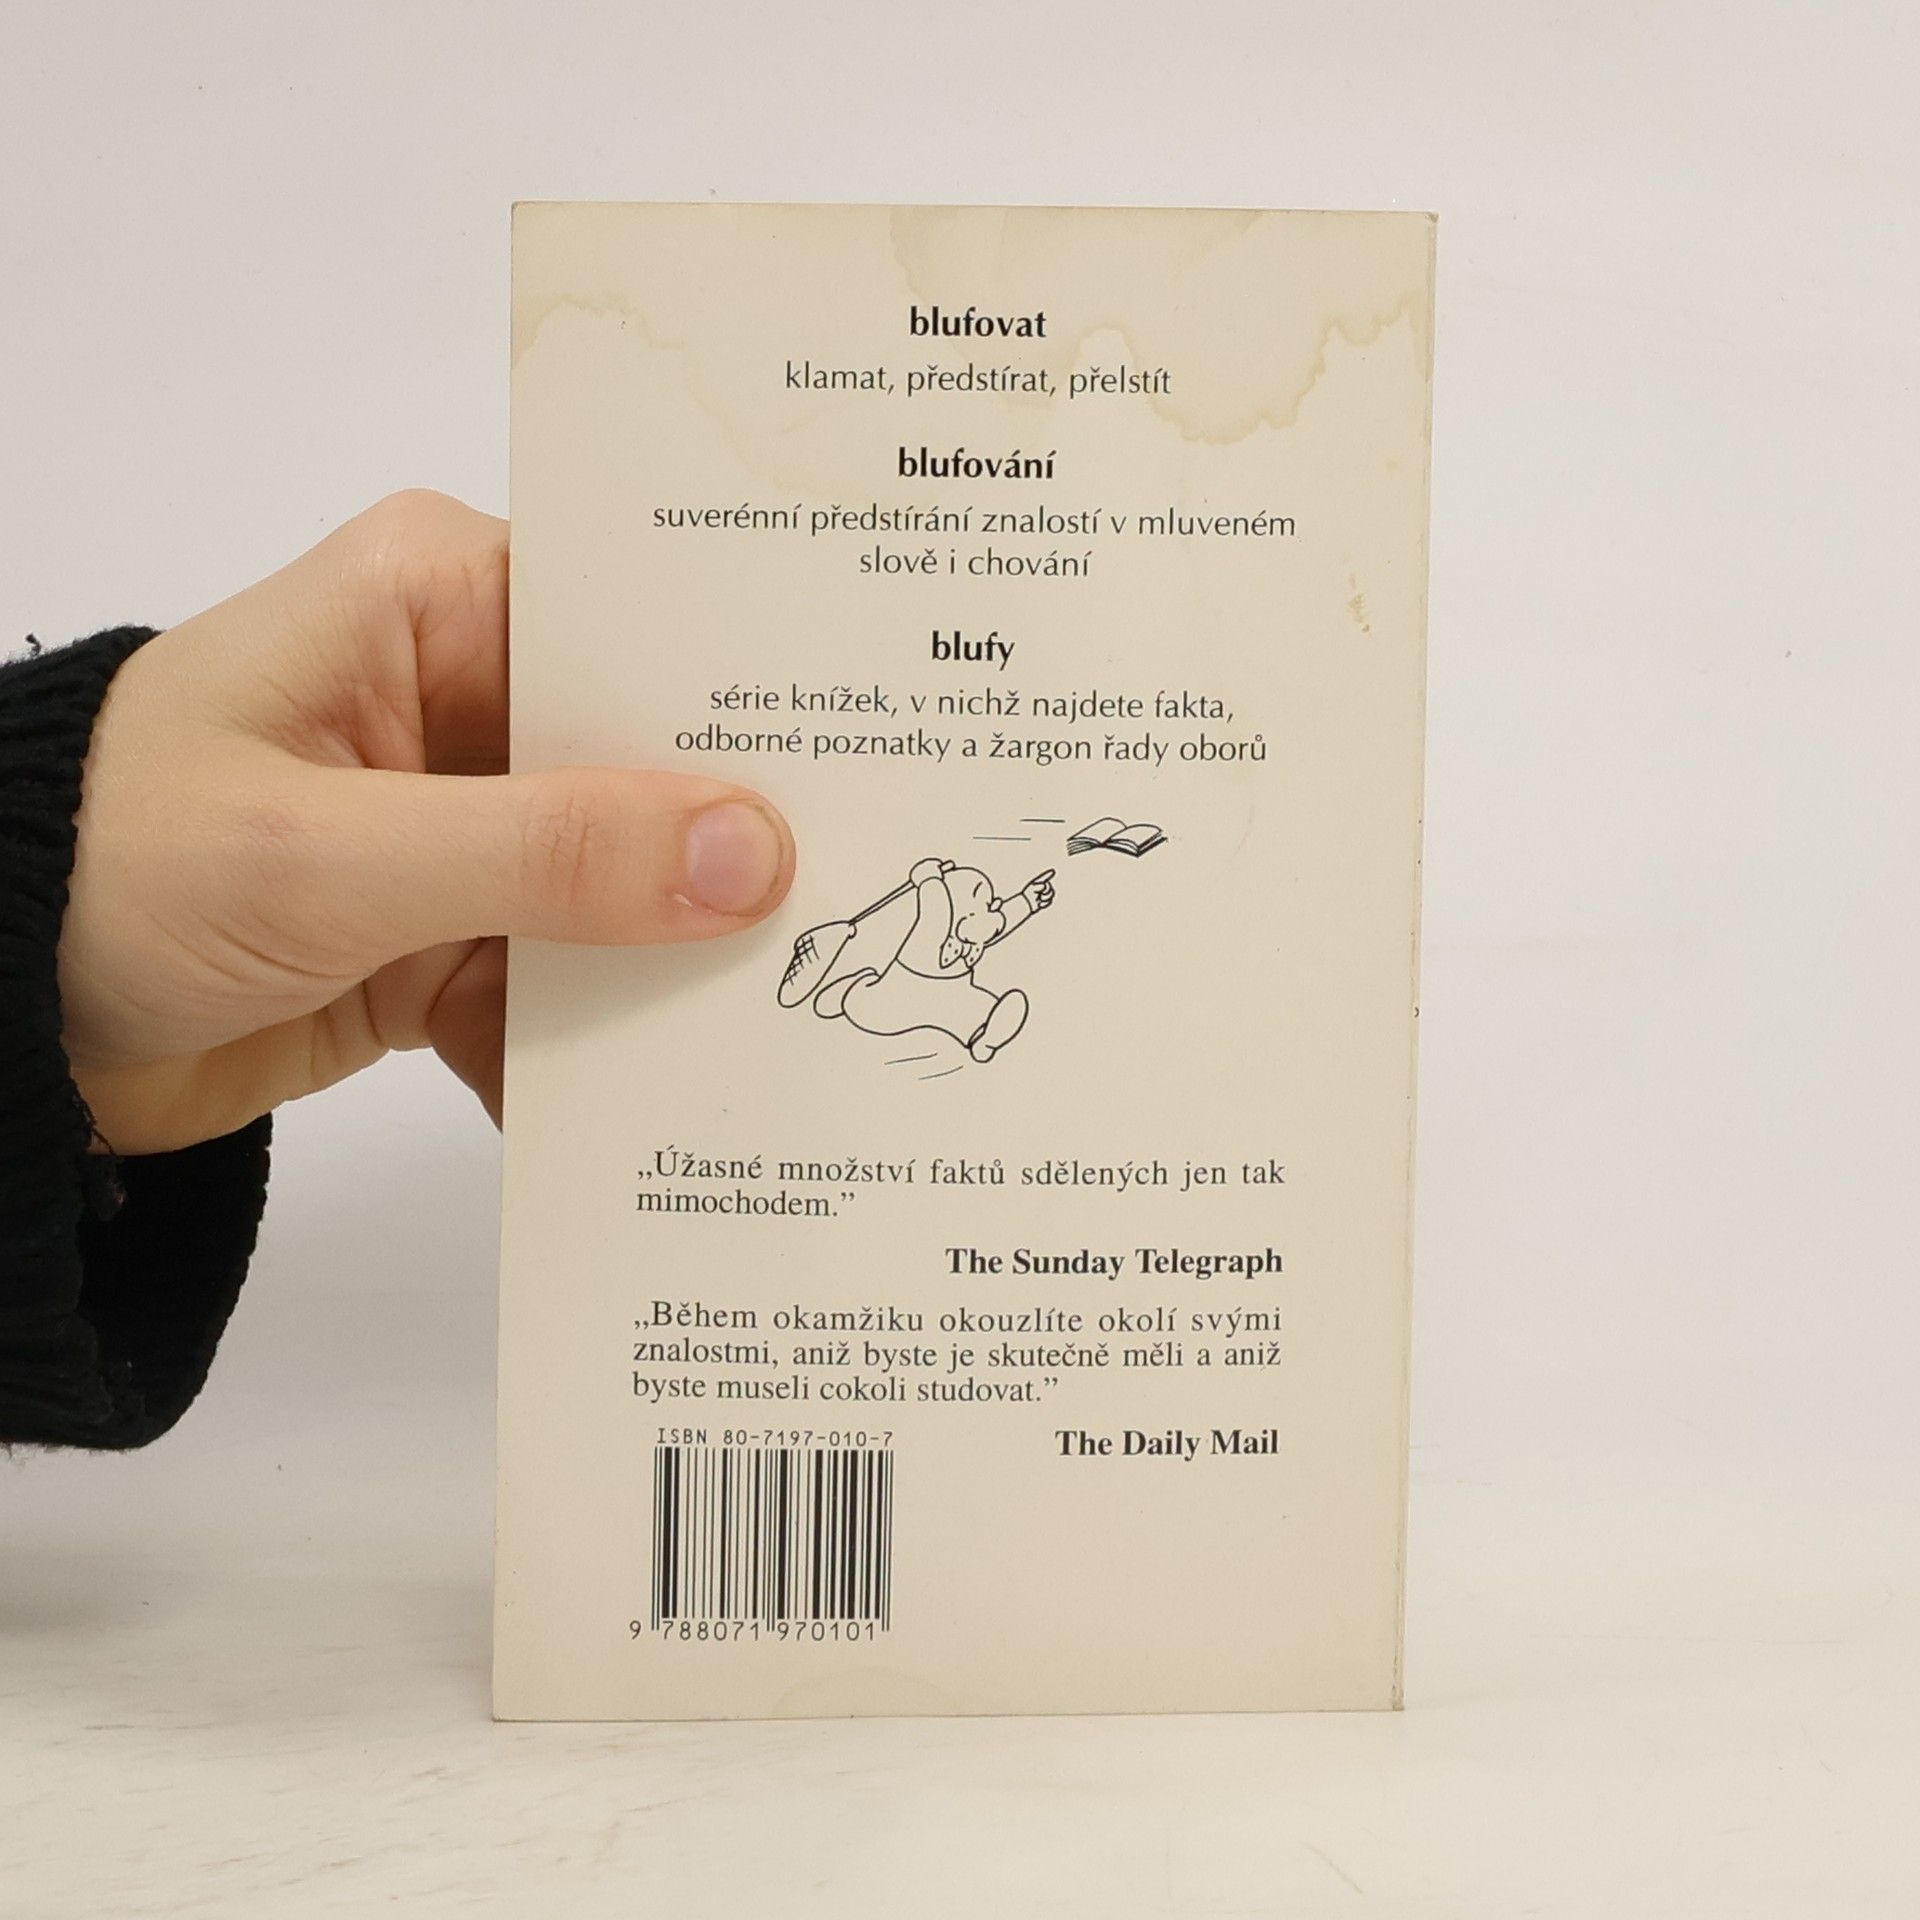 blufovat
klamat, předstírat, přelstít
blufování
suverénní předstírání znalostí v mluveném
slově i chování
blufy
série knížek, v nichž najdete fakta,
odborné poznatky a žargon řady oborů
„Úžasné množství faktů sdělených jen tak
mimochodem.”
The Sunday Telegraph
„Během okamžiku okouzlíte okolí svými
znalostmi, aniž byste je skutečně měli a aniž
byste museli cokoli studovat.”
The Daily Mail
ISBN 80-7197-010-7
9 788071 970101